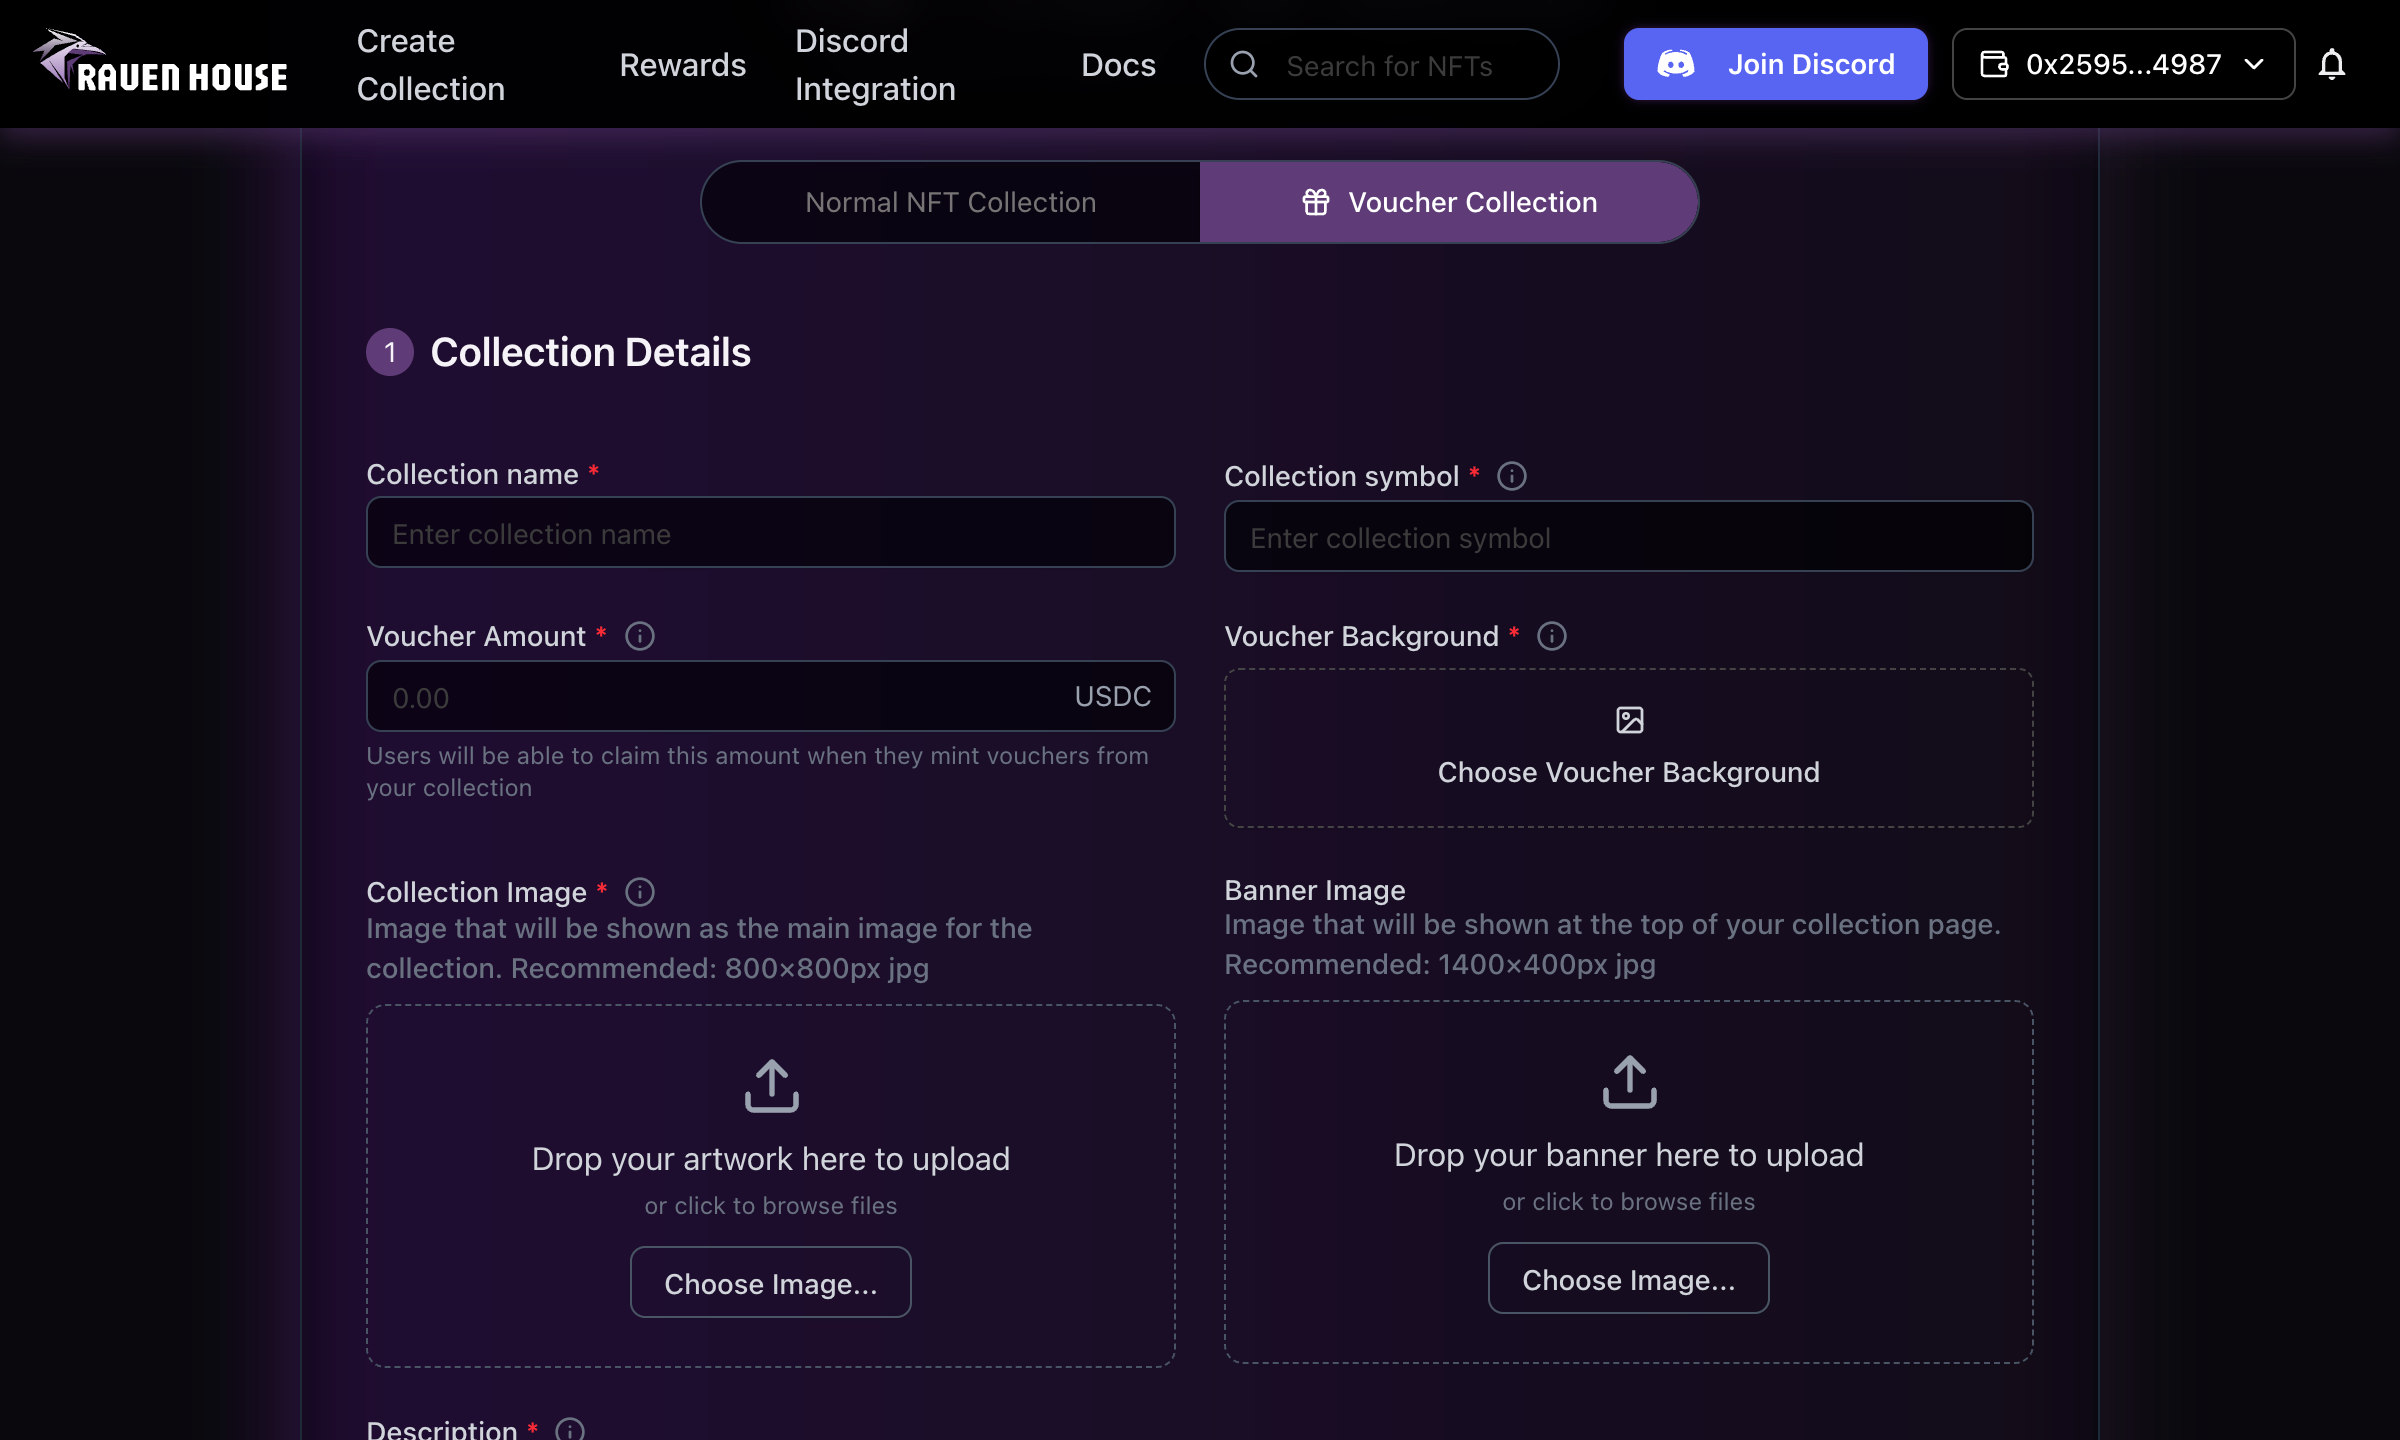 RAVEN HOUSE
Create
Collection
Rewards
Discord
Integration
Docs
Search for NFTs
Join Discord
0x2595...4987
Normal NFT Collection
Voucher Collection
1 Collection Details
Collection name *
Enter collection name
Collection symbol *
Enter collection symbol
Voucher Amount *
0.00 USDC
Users will be able to claim this amount when they mint vouchers from
your collection
Voucher Background *
Choose Voucher Background
Collection Image *
Image that will be shown as the main image for the
collection. Recommended: 800×800px jpg
Drop your artwork here to upload
or click to browse files
Choose Image...
Banner Image
Image that will be shown at the top of your collection page.
Recommended: 1400×400px jpg
Drop your banner here to upload
or click to browse files
Choose Image...
Description *